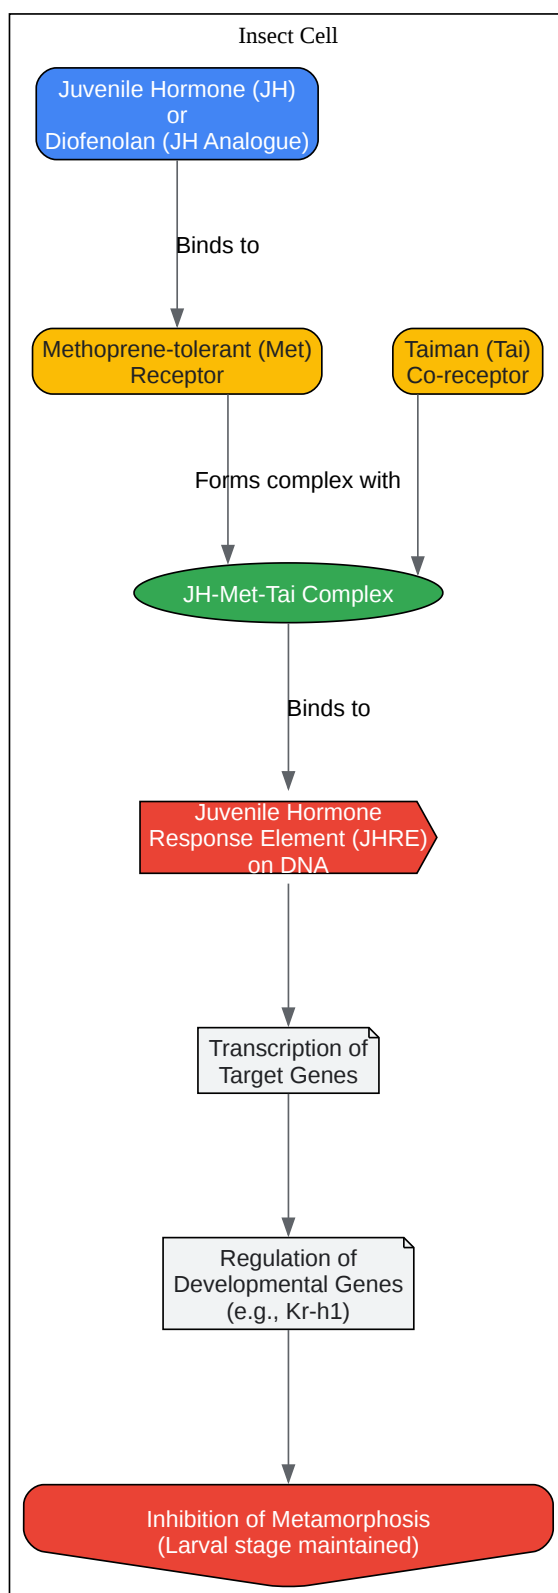 Insect Cell
Juvenile Hormone (JH)
or
Diofenolan (JH Analogue)
Binds to
Methoprene-tolerant (Met)
Receptor
Taiman (Tai)
Co-receptor
Forms complex with
JH-Met-Tai Complex
Binds to
Juvenile Hormone
Response Element (JHRE)
on DNA
Transcription of
Target Genes
Regulation of
Developmental Genes
(e.g., Kr-h1)
Inhibition of Metamorphosis
(Larval stage maintained)